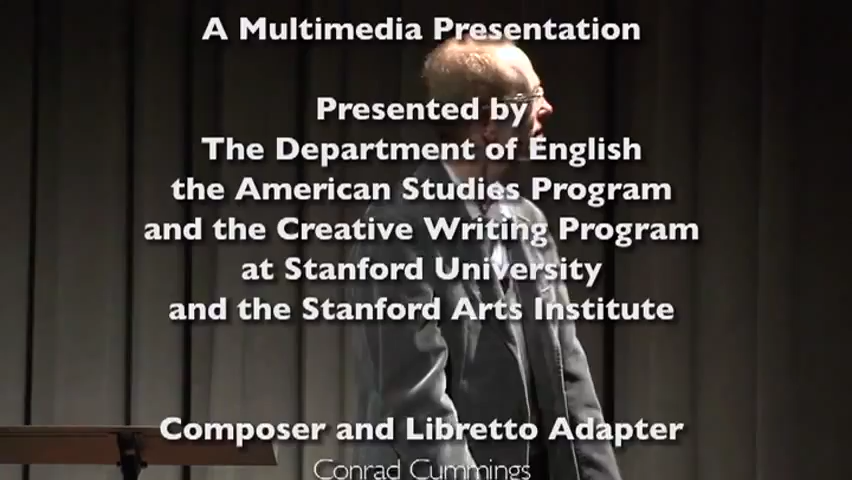 A Multimedia Presentation
Presented by
The Department of English
the American Studies Program
and the Creative Writing Program
at Stanford University
and the Stanford Arts Institute
Composer and Libretto Adapter
Conrad Cummings